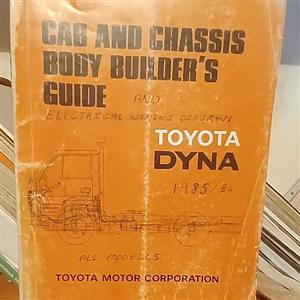 CAB AND CHASSIS
BODY BUILDER'S
GUIDE AND
ELECTRICAL WIRING DIAGRAM
TOYOTA
DYNA
1985/86
ALL MODELLS
TOYOTA MOTOR CORPORATION